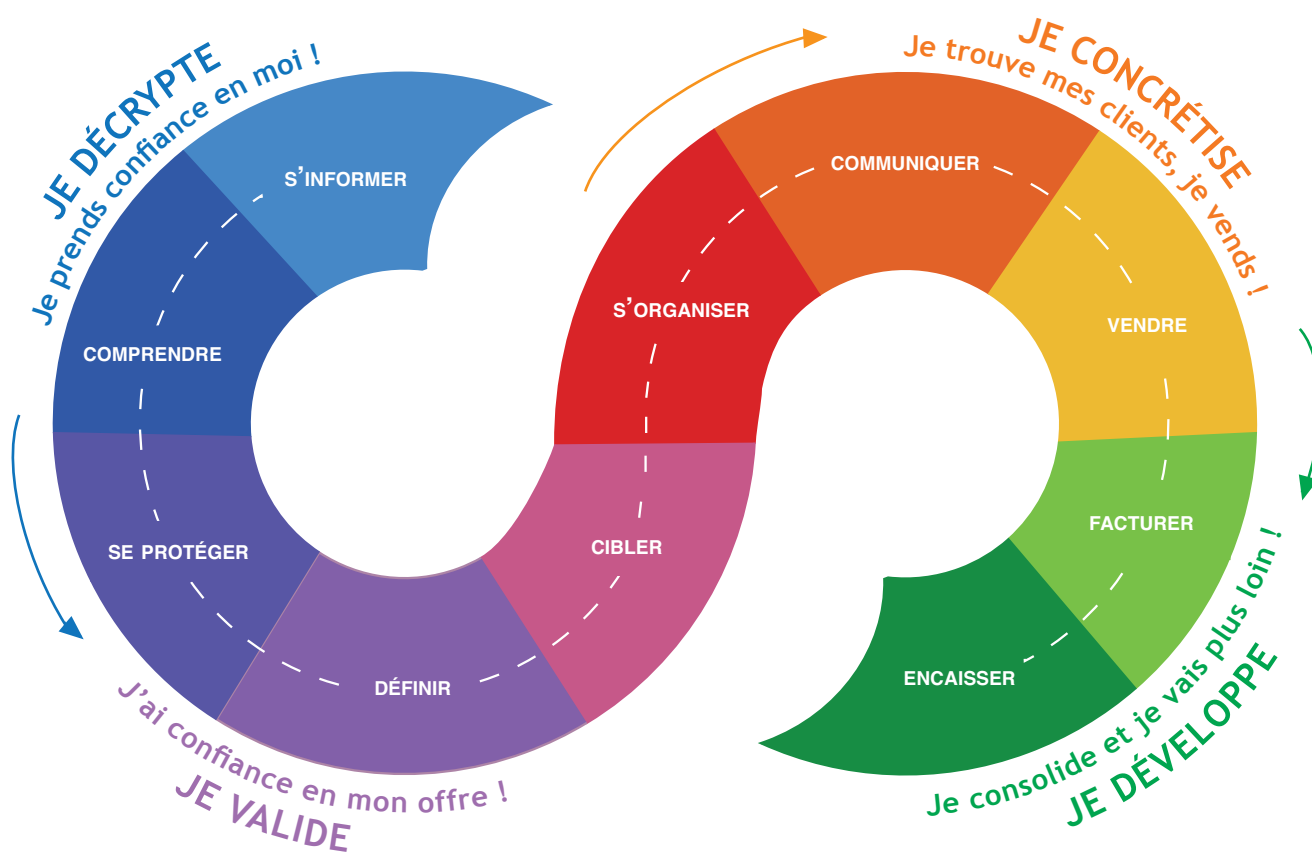 JE DÉCRYPTE
Je prends confiance en moi !
S’INFORMER
COMPRENDRE
SE PROTÉGER
DÉFINIR
J’ai confiance en mon offre !
JE VALIDE
CIBLER
S’ORGANISER
COMMUNIQUER
JE CONCRÉTISE
Je trouve mes clients, je vends !
VENDRE
FACTURER
ENCAISSER
Je consolide et je vais plus loin !
JE DÉVELOPPE